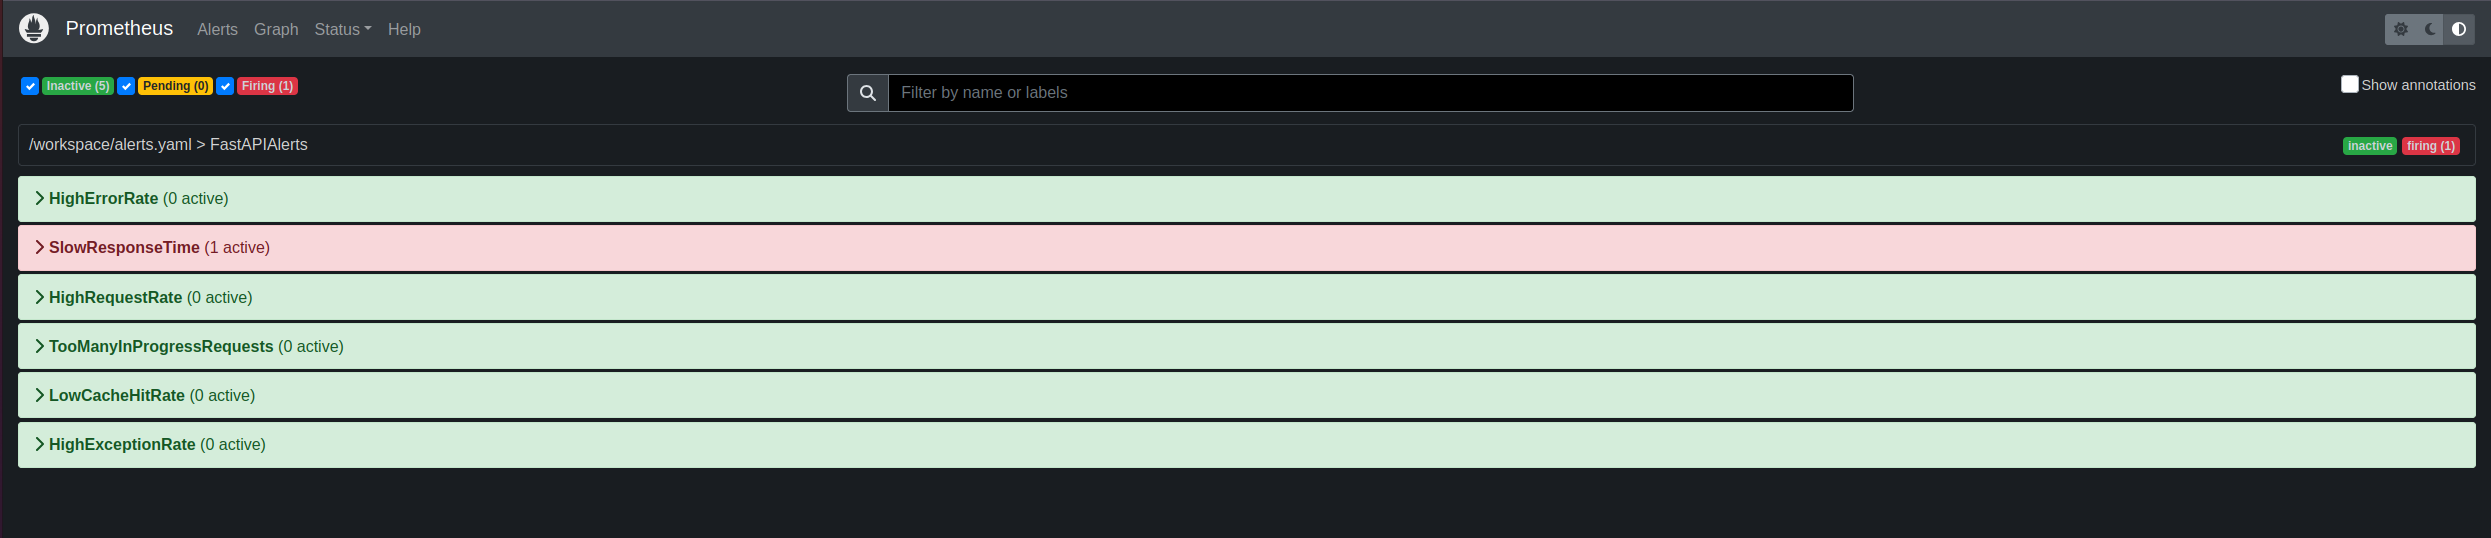 Prometheus Alerts Graph Status Help
Inactive (5) Pending (0) Firing (1) Filter by name or labels Show annotations
/workspace/alerts.yaml > FastAPIAlerts inactive firing (1)
HighErrorRate (0 active)
SlowResponseTime (1 active)
HighRequestRate (0 active)
TooManyInProgressRequests (0 active)
LowCacheHitRate (0 active)
HighExceptionRate (0 active)